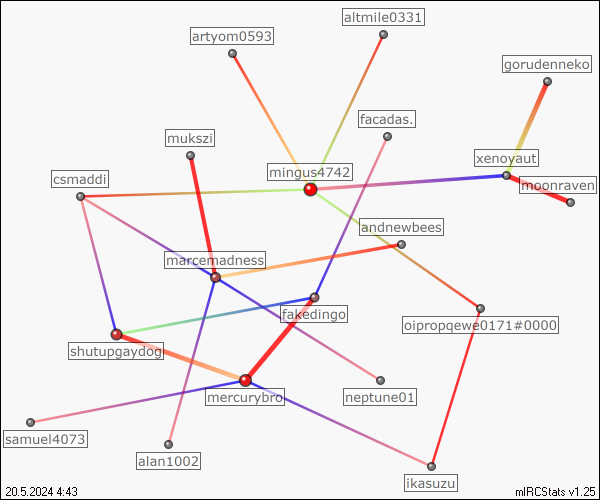 altmile0331
artyom0593
gorudenneko
facadas.
mukszi
xenoyaut
mingus4742
csmaddi
moonraven
andnewbees
marcemadness
fakedingo
oipropqewe0171#0000
shutupgaydog
mercurybro
neptune01
samuel4073
alan1002
ikasuzu
20.5.2024 4:43
mIRCStats v1.25